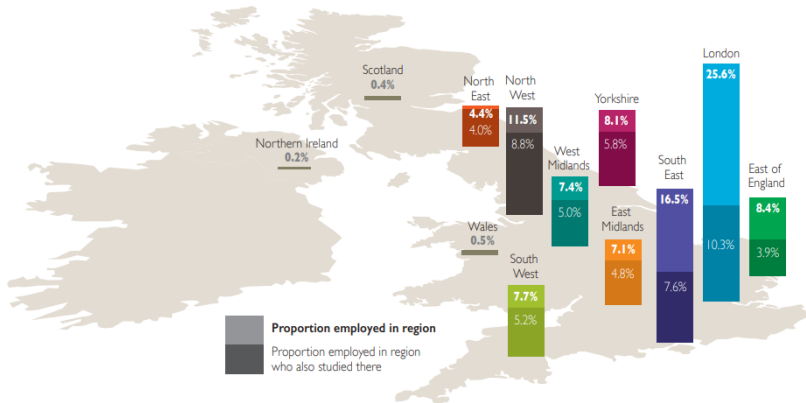 London
25.6%
10.3%
Scotland
0.4%
North
East
4.4%
4.0%
North
West
11.5%
8.8%
Yorkshire
8.1%
5.8%
Northern Ireland
0.2%
West
Midlands
7.4%
5.0%
South
East
16.5%
7.6%
East of
England
8.4%
3.9%
Wales
0.5%
East
Midlands
7.1%
4.8%
South
West
7.7%
5.2%
Proportion employed in region
Proportion employed in region
who also studied there